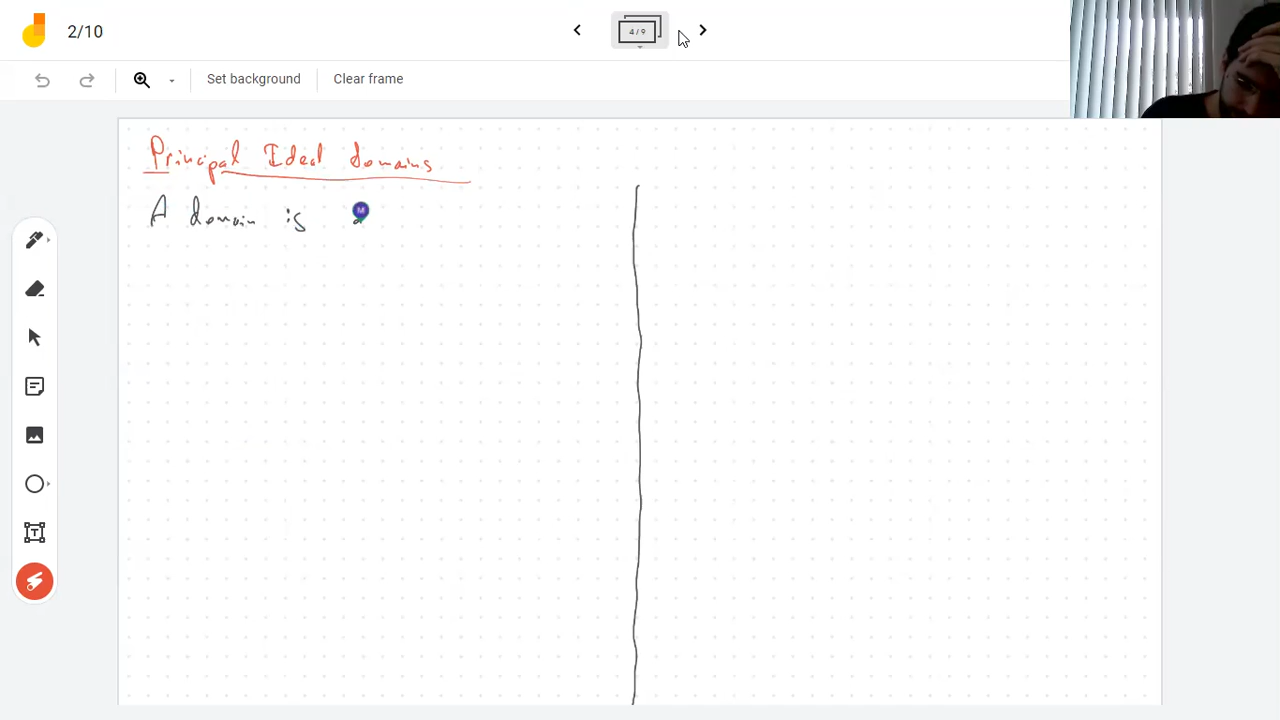 2/10
4 / 9
Set background
Clear frame
Principal Ideal domains
A domain is
M
T